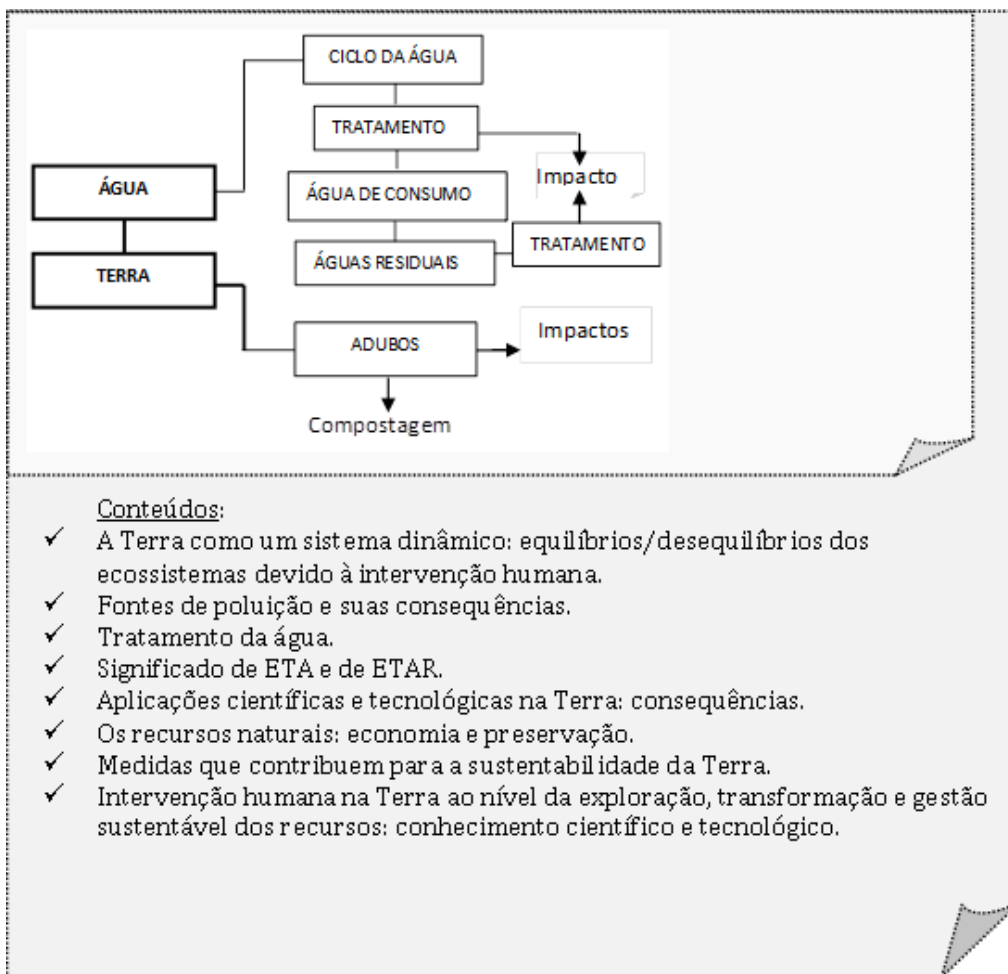 CICLO DA ÁGUA
TRATAMENTO
Impacto
ÁGUA
ÁGUA DE CONSUMO
TRATAMENTO
ÁGUAS RESIDUAIS
TERRA
ADUBOS
Impactos
Compostagem
Conteúdos:
✓ A Terra como um sistema dinâmico: equilíbrios/desequilíbrios dos
ecossistemas devido à intervenção humana.
✓ Fontes de poluição e suas consequências.
✓ Tratamento da água.
✓ Significado de ETA e de ETAR.
✓ Aplicações científicas e tecnológicas na Terra: consequências.
✓ Os recursos naturais: economia e preservação.
✓ Medidas que contribuem para a sustentabilidade da Terra.
✓ Intervenção humana na Terra ao nível da exploração, transformação e gestão
sustentável dos recursos: conhecimento científico e tecnológico.